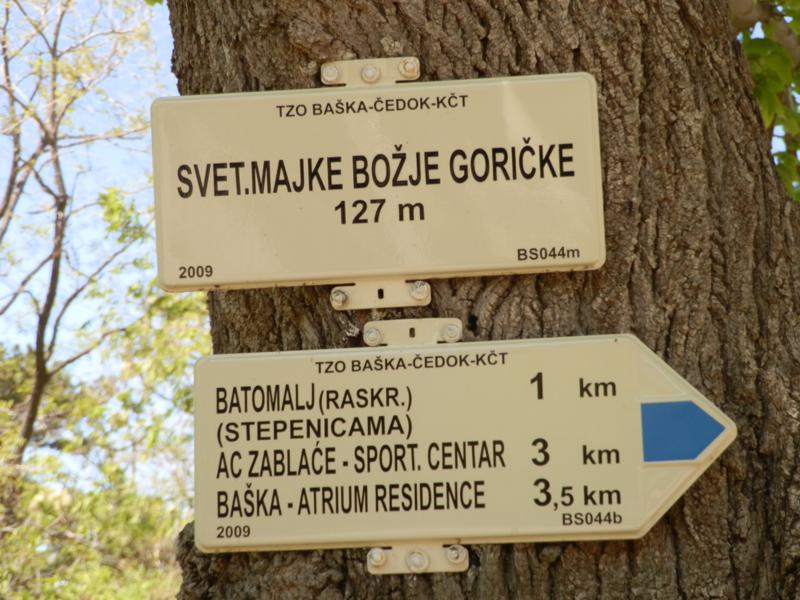 TZO BAŠKA-ČEDOK-KČT
SVET.MAJKE BOŽJE GORIČKE
127 m
2009 BS044m
TZO BAŠKA-ČEDOK-KČT
BATOMALJ (RASKR.) 1 km
(STEPENICAMA)
AC ZABLAĆE - SPORT. CENTAR 3 km
BAŠKA - ATRIUM RESIDENCE 3,5 km
2009 BS044b